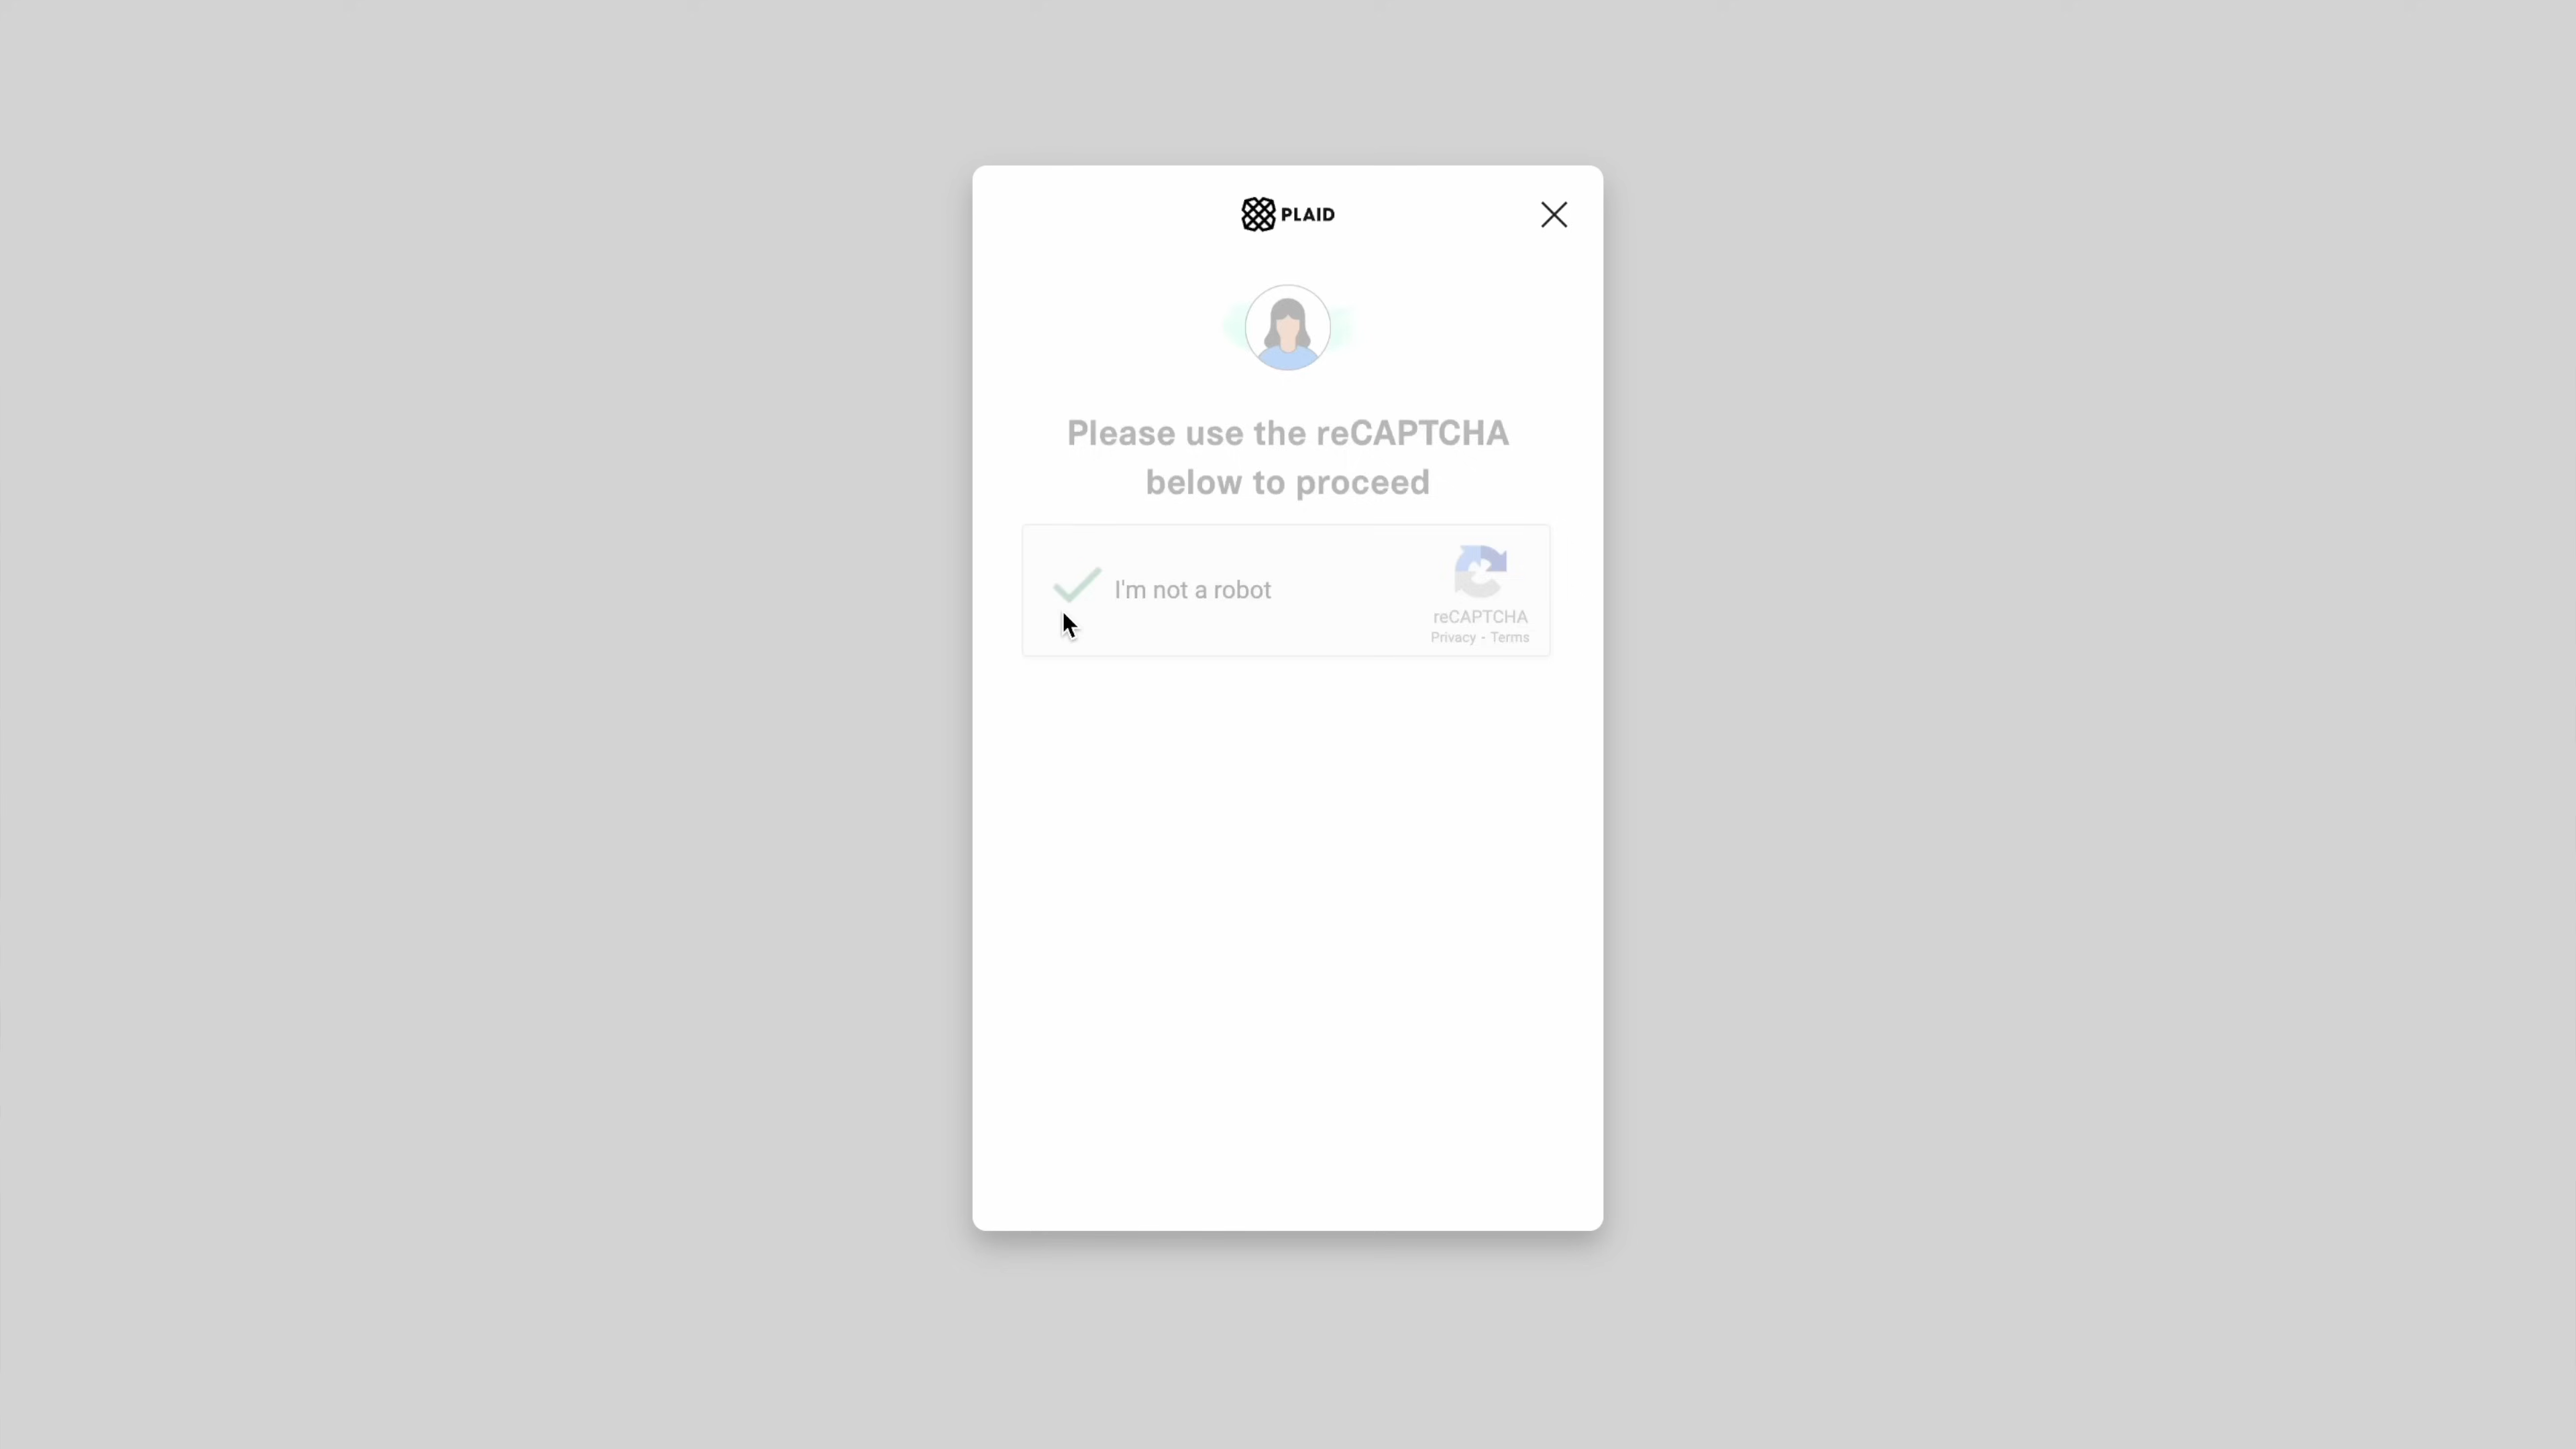 PLAID
Please use the reCAPTCHA
below to proceed
I'm not a robot
reCAPTCHA
Privacy - Terms